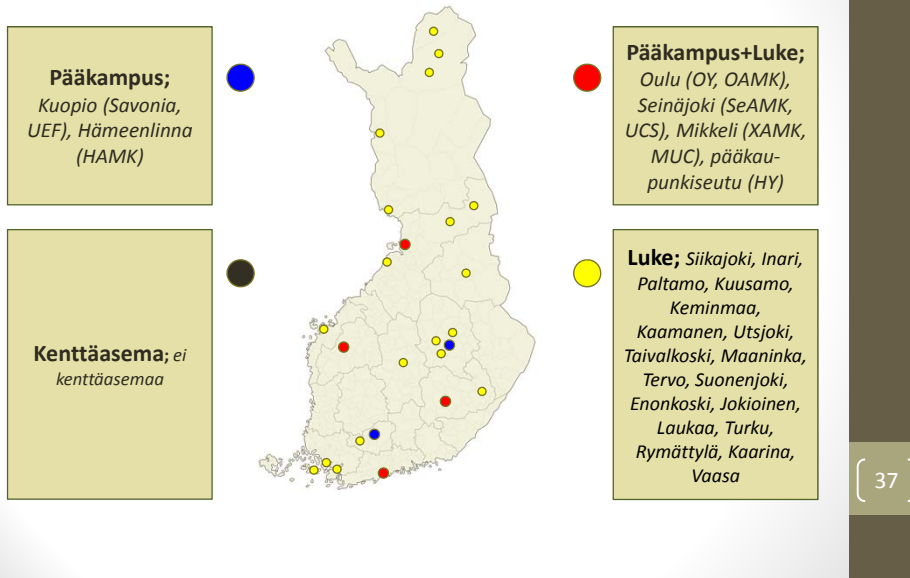 Pääkampus;
Kuopio (Savonia,
UEF), Hämeenlinna
(HAMK)
Pääkampus+Luke;
Oulu (OY, OAMK),
Seinäjoki (SeAMK,
UCS), Mikkeli (XAMK,
MUC), pääkau-
punkiseutu (HY)
Kenttäasema; ei
kenttäasemaa
Luke; Siikajoki, Inari,
Paltamo, Kuusamo,
Keminmaa,
Kaamanen, Utsjoki,
Taivalkoski, Maaninka,
Tervo, Suonenjoki,
Enonkoski, Jokioinen,
Laukaa, Turku,
Rymättylä, Kaarina,
Vaasa
37